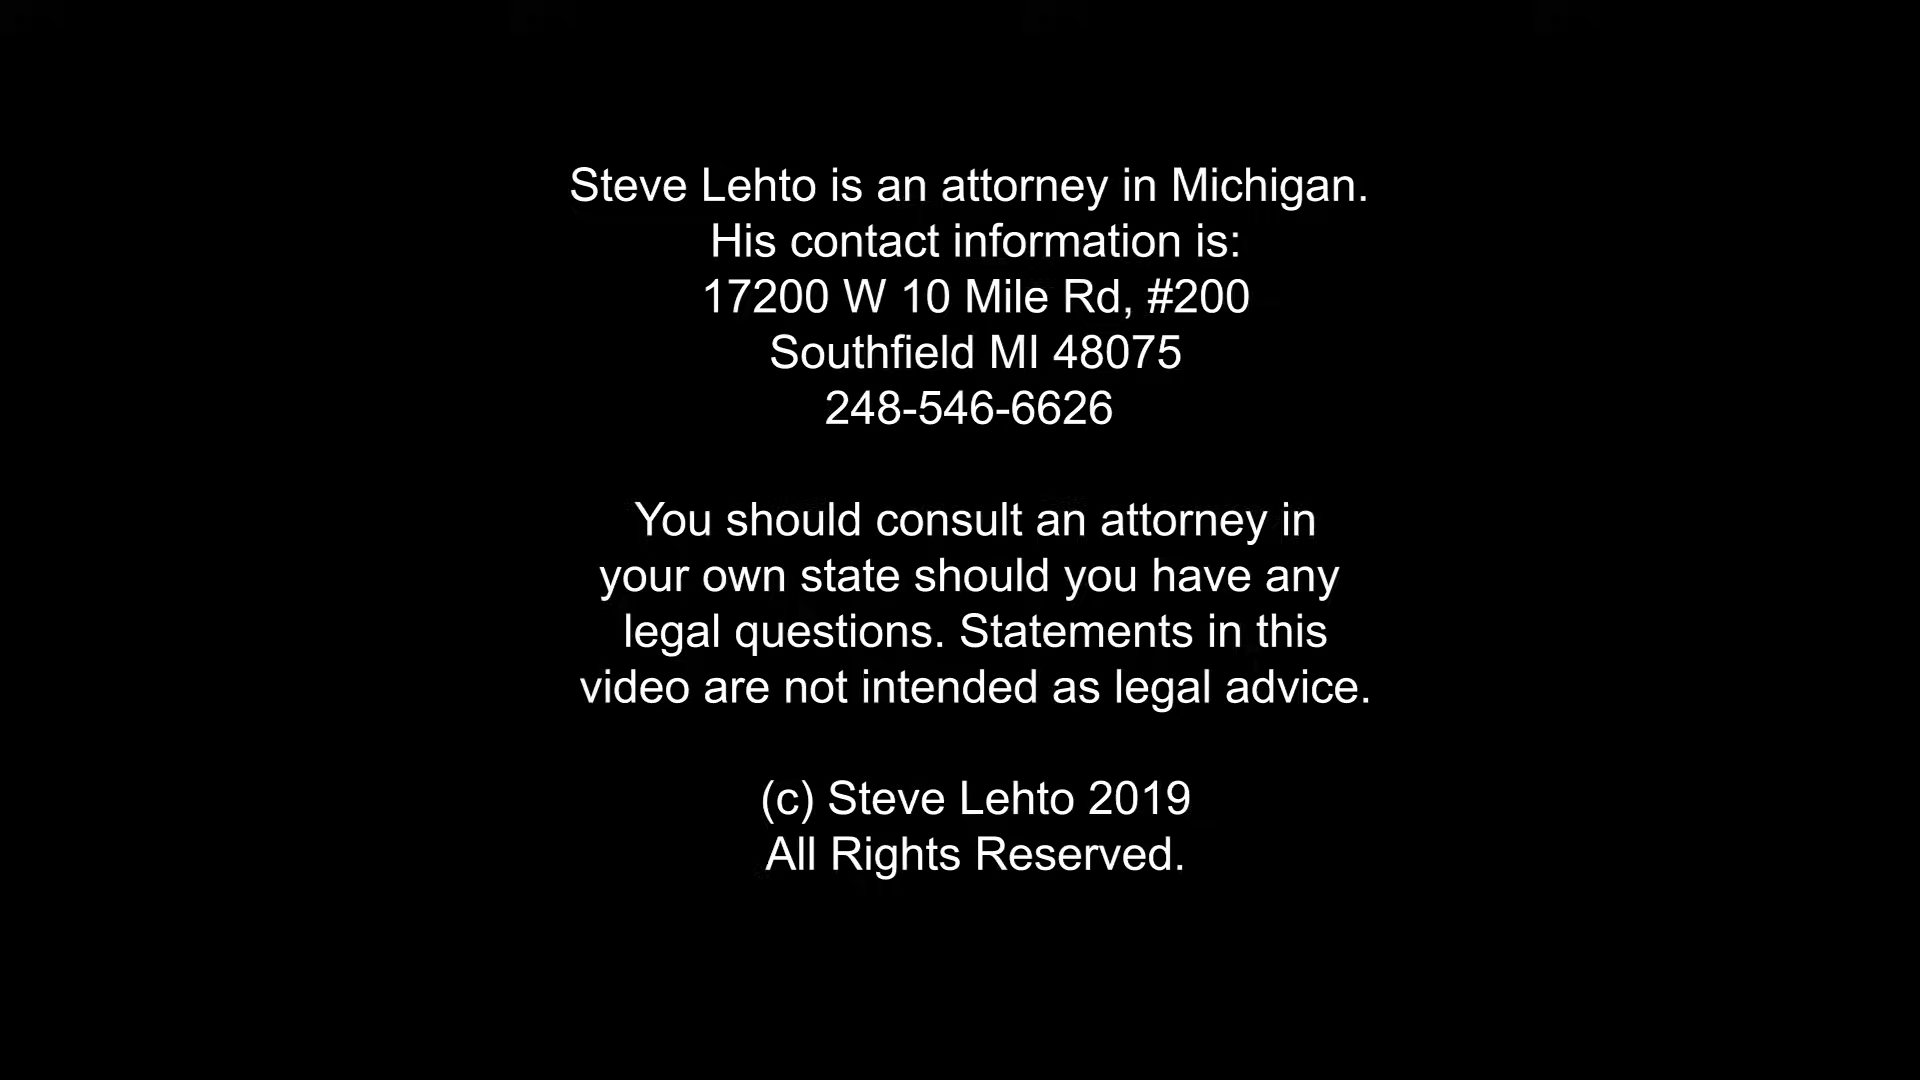 Steve Lehto is an attorney in Michigan.
His contact information is:
17200 W 10 Mile Rd, #200
Southfield MI 48075
248-546-6626
You should consult an attorney in
your own state should you have any
legal questions. Statements in this
video are not intended as legal advice.
(c) Steve Lehto 2019
All Rights Reserved.